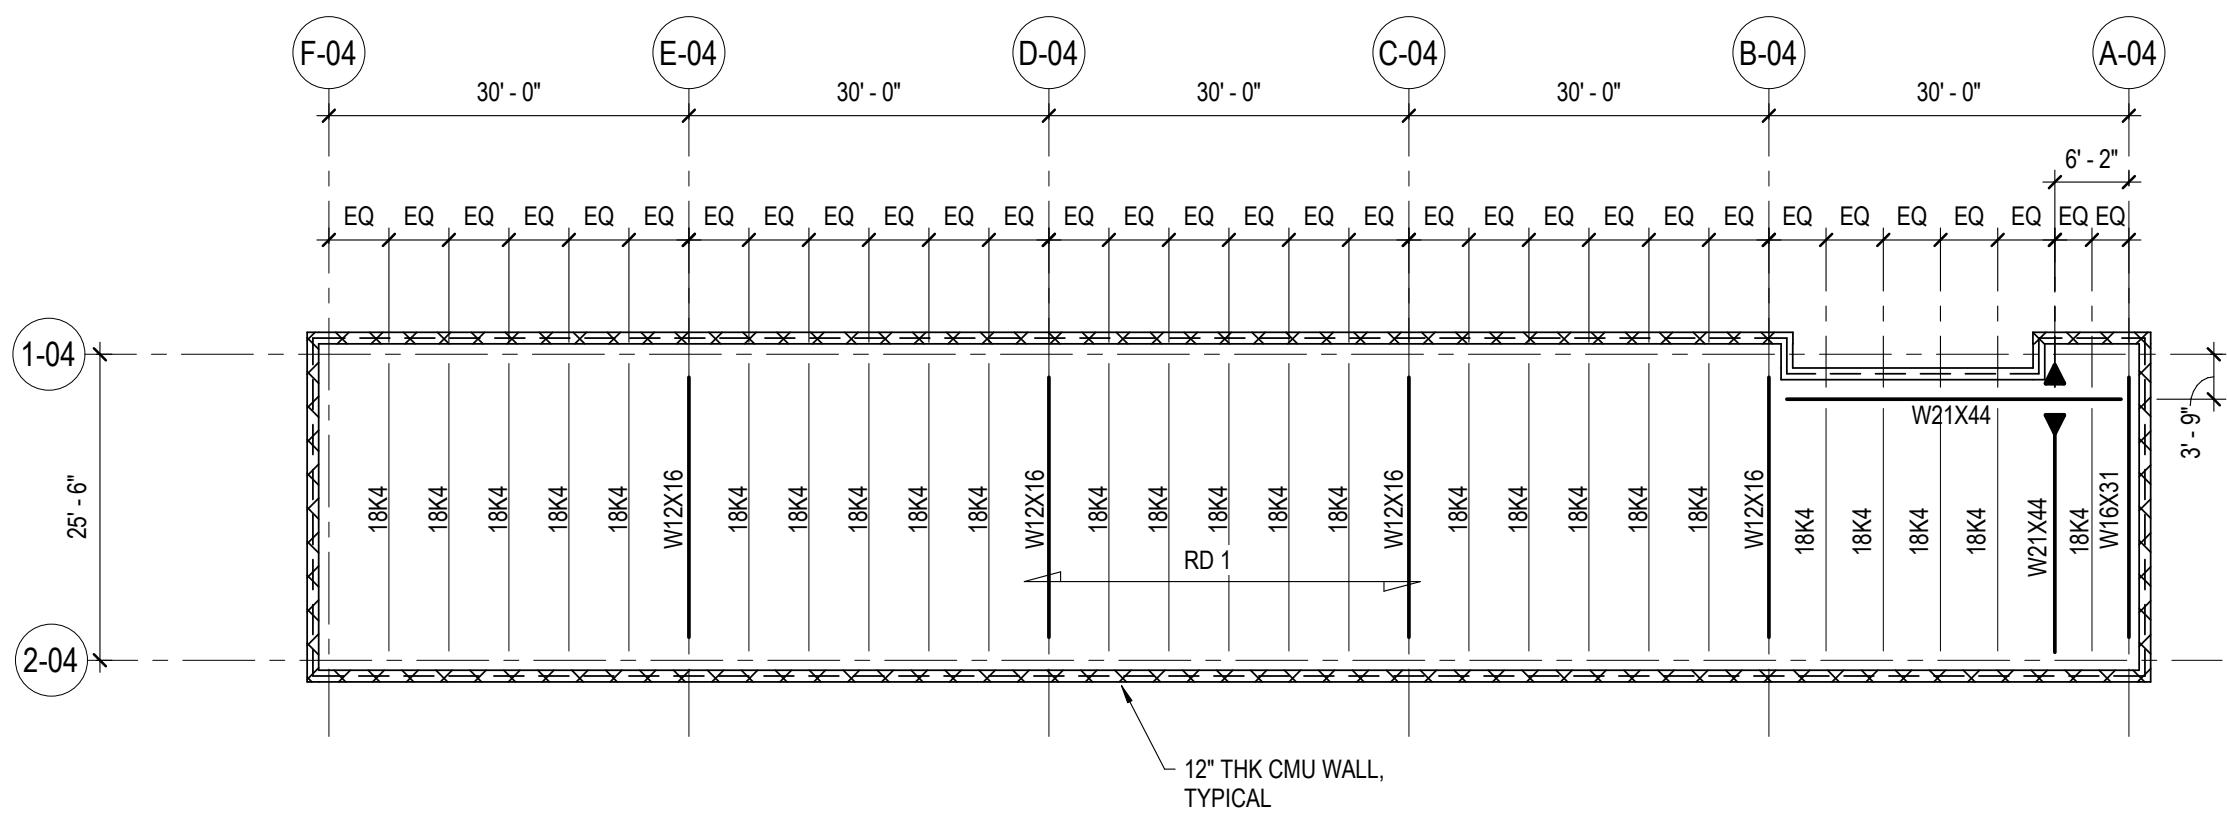 F-04
E-04
D-04
C-04
B-04
A-04
30' - 0"
30' - 0"
30' - 0"
30' - 0"
30' - 0"
6' - 2"
EQ EQ EQ EQ EQ EQ EQ EQ EQ EQ EQ EQ EQ EQ EQ EQ EQ EQ EQ EQ EQ EQ EQ EQ EQ EQ EQ EQ EQ EQ EQ
1-04
W21X44
3' - 9"
25' - 6"
18K4
18K4
18K4
18K4
18K4
W12X16
18K4
18K4
18K4
18K4
18K4
W12X16
18K4
18K4
18K4
18K4
18K4
W12X16
18K4
18K4
18K4
18K4
18K4
W12X16
18K4
18K4
18K4
18K4
W21X44
18K4
W16X31
RD 1
2-04
12" THK CMU WALL,
TYPICAL